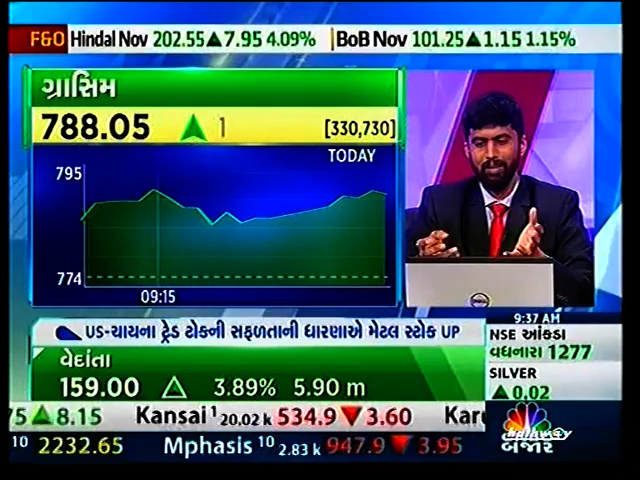 F&O Hindal Nov 202.55▲7.95 4.09% BoB Nov 101.25▲1.15 1.15%
ગ્રાસિમ
788.05 ▲ 1 [330,730]
TODAY
795
774
09:15
US-ચાયના ટ્રેડ ટોકની સફળતાની ધારણાએ મેટલ સ્ટોક UP
વેદાંતા
159.00 △ 3.89% 5.90 m
9:37 AM
NSE આંકડા
વધનારા 1277
SILVER
▲0.02
75▲8.15 Kansai 1 20,02 k 534.9▼3.60 Karu
10 2232.65 Mphasis 10 2.83 k 947.9▼3.95
hathway
બજાર
DELL